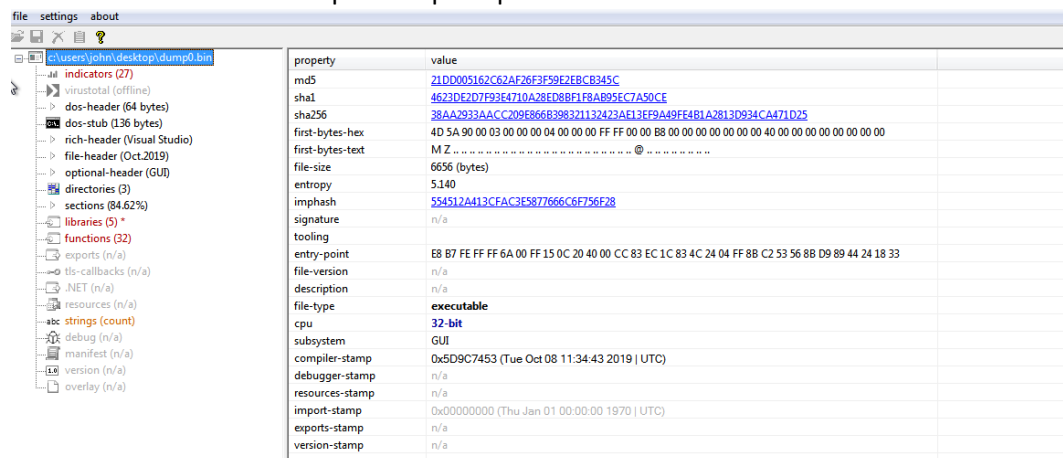 file settings about
c:\users\john\desktop\dump0.bin
indicators (27)
virustotal (offline)
dos-header (64 bytes)
dos-stub (136 bytes)
rich-header (Visual Studio)
file-header (Oct.2019)
optional-header (GUI)
directories (3)
sections (84.62%)
libraries (5) *
functions (32)
exports (n/a)
tls-callbacks (n/a)
.NET (n/a)
resources (n/a)
abc strings (count)
debug (n/a)
manifest (n/a)
1.0 version (n/a)
overlay (n/a)
property value
md5 21DD005162C62AF26F3F59E2EBCB345C
sha1 4623DE2D7F93E4710A28ED8BF1F8AB95EC7A50CE
sha256 38AA2933AACC209E866B398321132423AE13EF9A49FE4B1A2813D934CA471D25
first-bytes-hex 4D 5A 90 00 03 00 00 00 04 00 00 00 FF FF 00 00 B8 00 00 00 00 00 00 00 40 00 00 00 00 00 00 00
first-bytes-text M Z .. .. .. .. .. .. .. .. .. .. .. .. .. .. .. .. .. .. .. .. .. .. @ .. .. .. .. .. .. ..
file-size 6656 (bytes)
entropy 5.140
imphash 554512A413CFAC3E5877666C6F756F28
signature n/a
tooling
entry-point E8 B7 FE FF FF 6A 00 FF 15 0C 20 40 00 CC 83 EC 1C 83 4C 24 04 FF 8B C2 53 56 8B D9 89 44 24 18 33
file-version n/a
description n/a
file-type executable
cpu 32-bit
subsystem GUI
compiler-stamp 0x5D9C7453 (Tue Oct 08 11:34:43 2019 | UTC)
debugger-stamp n/a
resources-stamp n/a
import-stamp 0x00000000 (Thu Jan 01 00:00:00 1970 | UTC)
exports-stamp n/a
version-stamp n/a